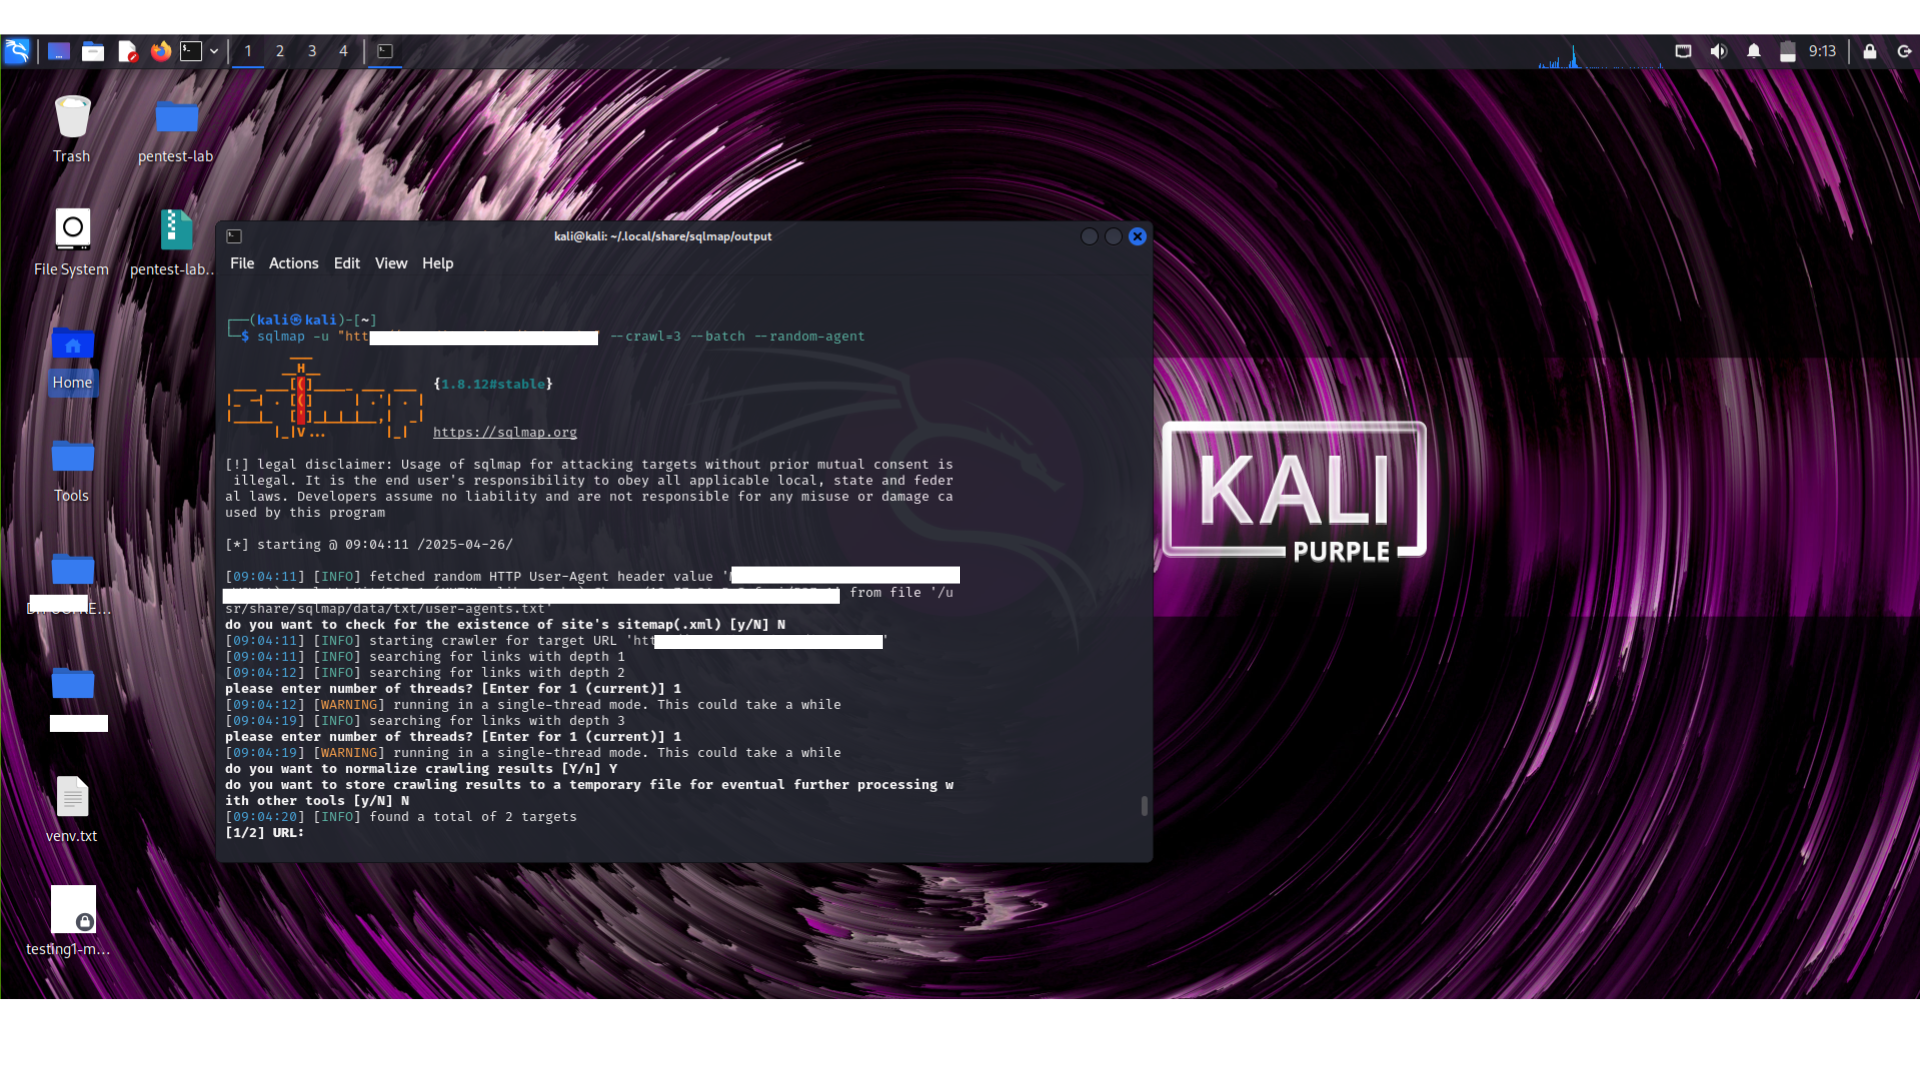 1 2 3 4
9:13
Trash
pentest-lab
File System
pentest-lab..
Home
Tools
venv.txt
testing1-m...
kali@kali: ~/.local/share/sqlmap/output
File Actions Edit View Help
(kali㉿kali)-[~]
$ sqlmap -u "htt --crawl=3 --batch --random-agent
H
{1.8.12#stable}
V...
https://sqlmap.org
[!] legal disclaimer: Usage of sqlmap for attacking targets without prior mutual consent is
illegal. It is the end user's responsibility to obey all applicable local, state and feder
al laws. Developers assume no liability and are not responsible for any misuse or damage ca
used by this program
[*] starting @ 09:04:11 /2025-04-26/
[09:04:11] [INFO] fetched random HTTP User-Agent header value '
from file '/u
sr/share/sqlmap/data/txt/user-agents.txt'
do you want to check for the existence of site's sitemap(.xml) [y/N] N
[09:04:11] [INFO] starting crawler for target URL 'htt '
[09:04:11] [INFO] searching for links with depth 1
[09:04:12] [INFO] searching for links with depth 2
please enter number of threads? [Enter for 1 (current)] 1
[09:04:12] [WARNING] running in a single-thread mode. This could take a while
[09:04:19] [INFO] searching for links with depth 3
please enter number of threads? [Enter for 1 (current)] 1
[09:04:19] [WARNING] running in a single-thread mode. This could take a while
do you want to normalize crawling results [Y/n] Y
do you want to store crawling results to a temporary file for eventual further processing w
ith other tools [y/N] N
[09:04:20] [INFO] found a total of 2 targets
[1/2] URL:
KALI
PURPLE